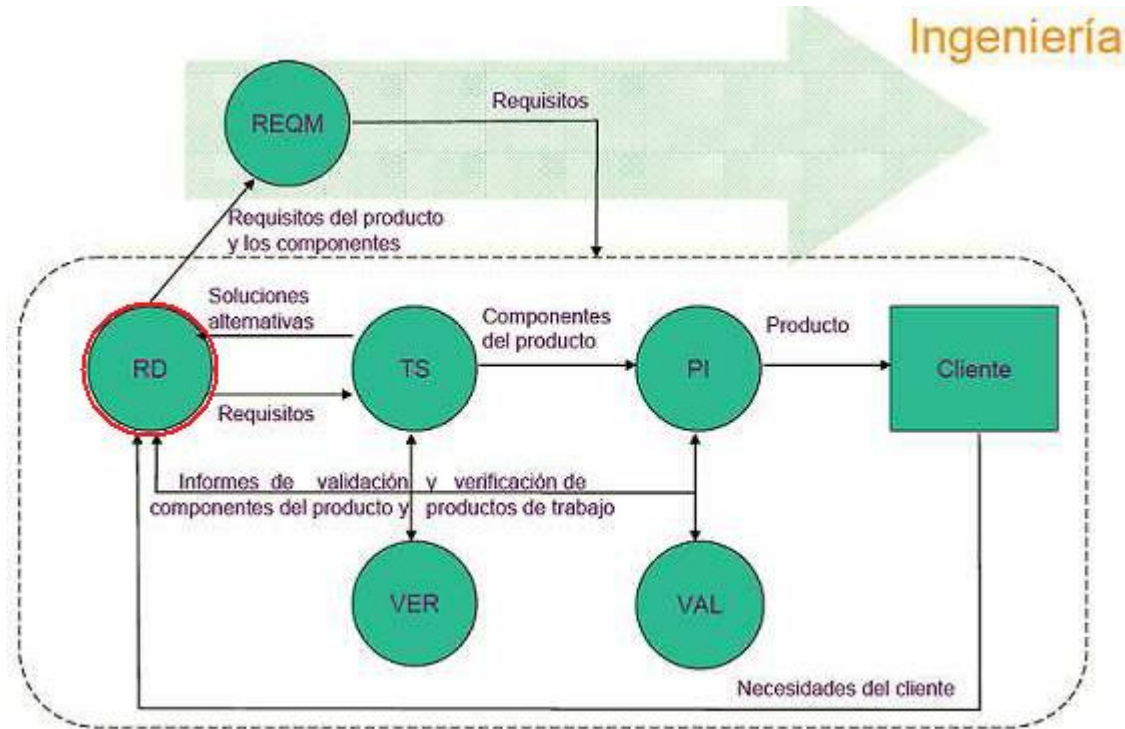 Ingeniería
REQM
Requisitos
Requisitos del producto
y los componentes
Soluciones
alternativas
RD
Requisitos
TS
Componentes
del producto
PI
Producto
Cliente
Informes de validación y verificación de
componentes del producto y productos de trabajo
VER
VAL
Necesidades del cliente